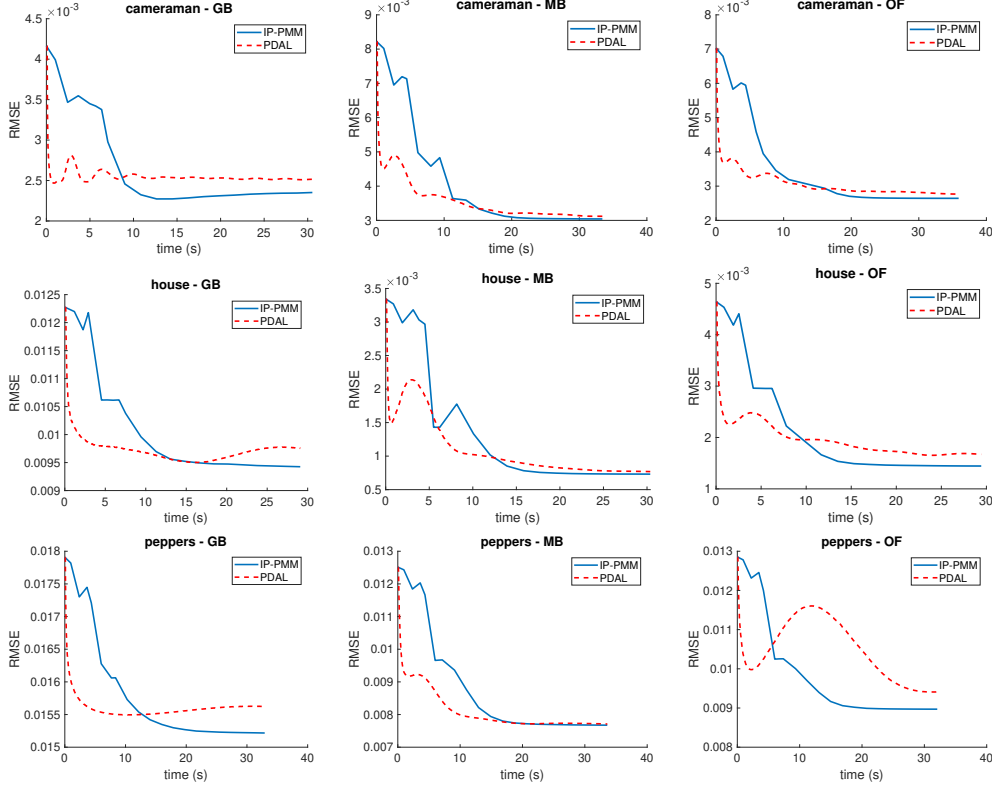 cameraman - GB
×10⁻³
4.5
4
3.5
3
2.5
2
RMSE
0 5 10 15 20 25 30
time (s)
IP-PMM
PDAL
cameraman - MB
×10⁻³
9
8
7
6
5
4
3
RMSE
0 10 20 30 40
time (s)
IP-PMM
PDAL
cameraman - OF
×10⁻³
8
7
6
5
4
3
2
RMSE
0 10 20 30 40
time (s)
IP-PMM
PDAL
house - GB
0.0125
0.012
0.0115
0.011
0.0105
0.01
0.0095
0.009
RMSE
0 5 10 15 20 25 30
time (s)
IP-PMM
PDAL
house - MB
×10⁻³
3.5
3
2.5
2
1.5
1
0.5
RMSE
0 5 10 15 20 25 30
time (s)
IP-PMM
PDAL
house - OF
×10⁻³
5
4
3
2
1
RMSE
0 5 10 15 20 25 30
time (s)
IP-PMM
PDAL
peppers - GB
0.018
0.0175
0.017
0.0165
0.016
0.0155
0.015
RMSE
0 10 20 30 40
time (s)
IP-PMM
PDAL
peppers - MB
0.013
0.012
0.011
0.01
0.009
0.008
0.007
RMSE
0 10 20 30 40
time (s)
IP-PMM
PDAL
peppers - OF
0.013
0.012
0.011
0.01
0.009
0.008
RMSE
0 10 20 30 40
time (s)
IP-PMM
PDAL